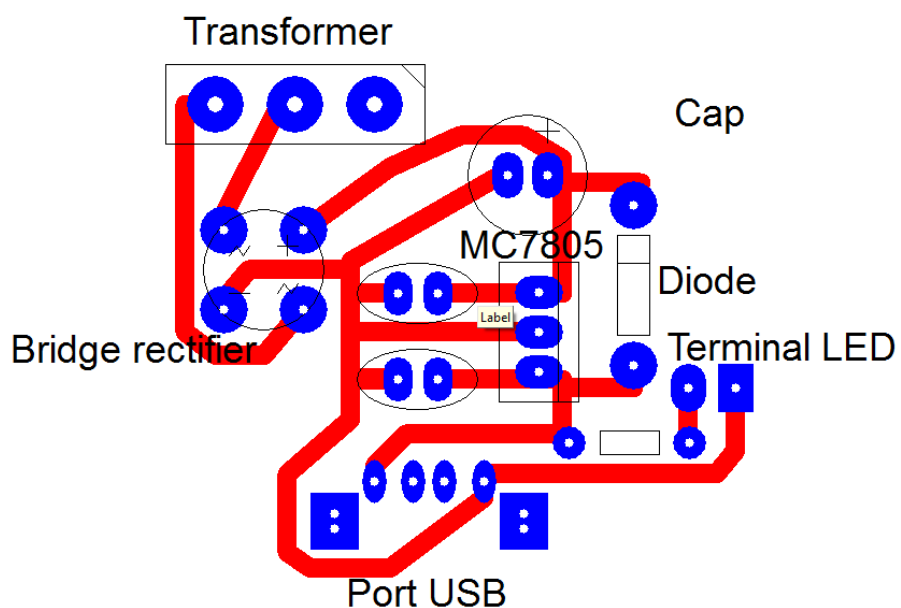 Transformer
Cap
MC7805
Diode
Label
Bridge rectifier
Terminal LED
Port USB